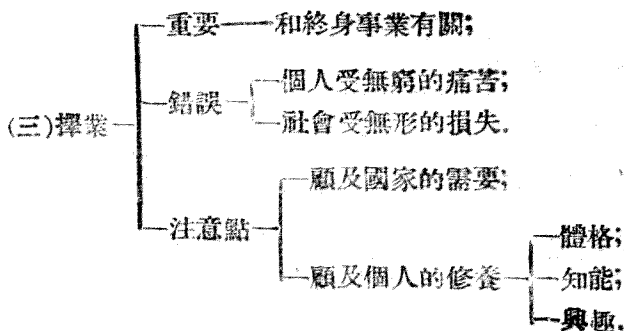 重要 和終身事業有關;
個人受無窮的痛苦;
錯誤
社會受無形的損失.
(三)擇業
顧及國家的需要;
注意點
體格;
顧及個人的修養 知能;
興趣.